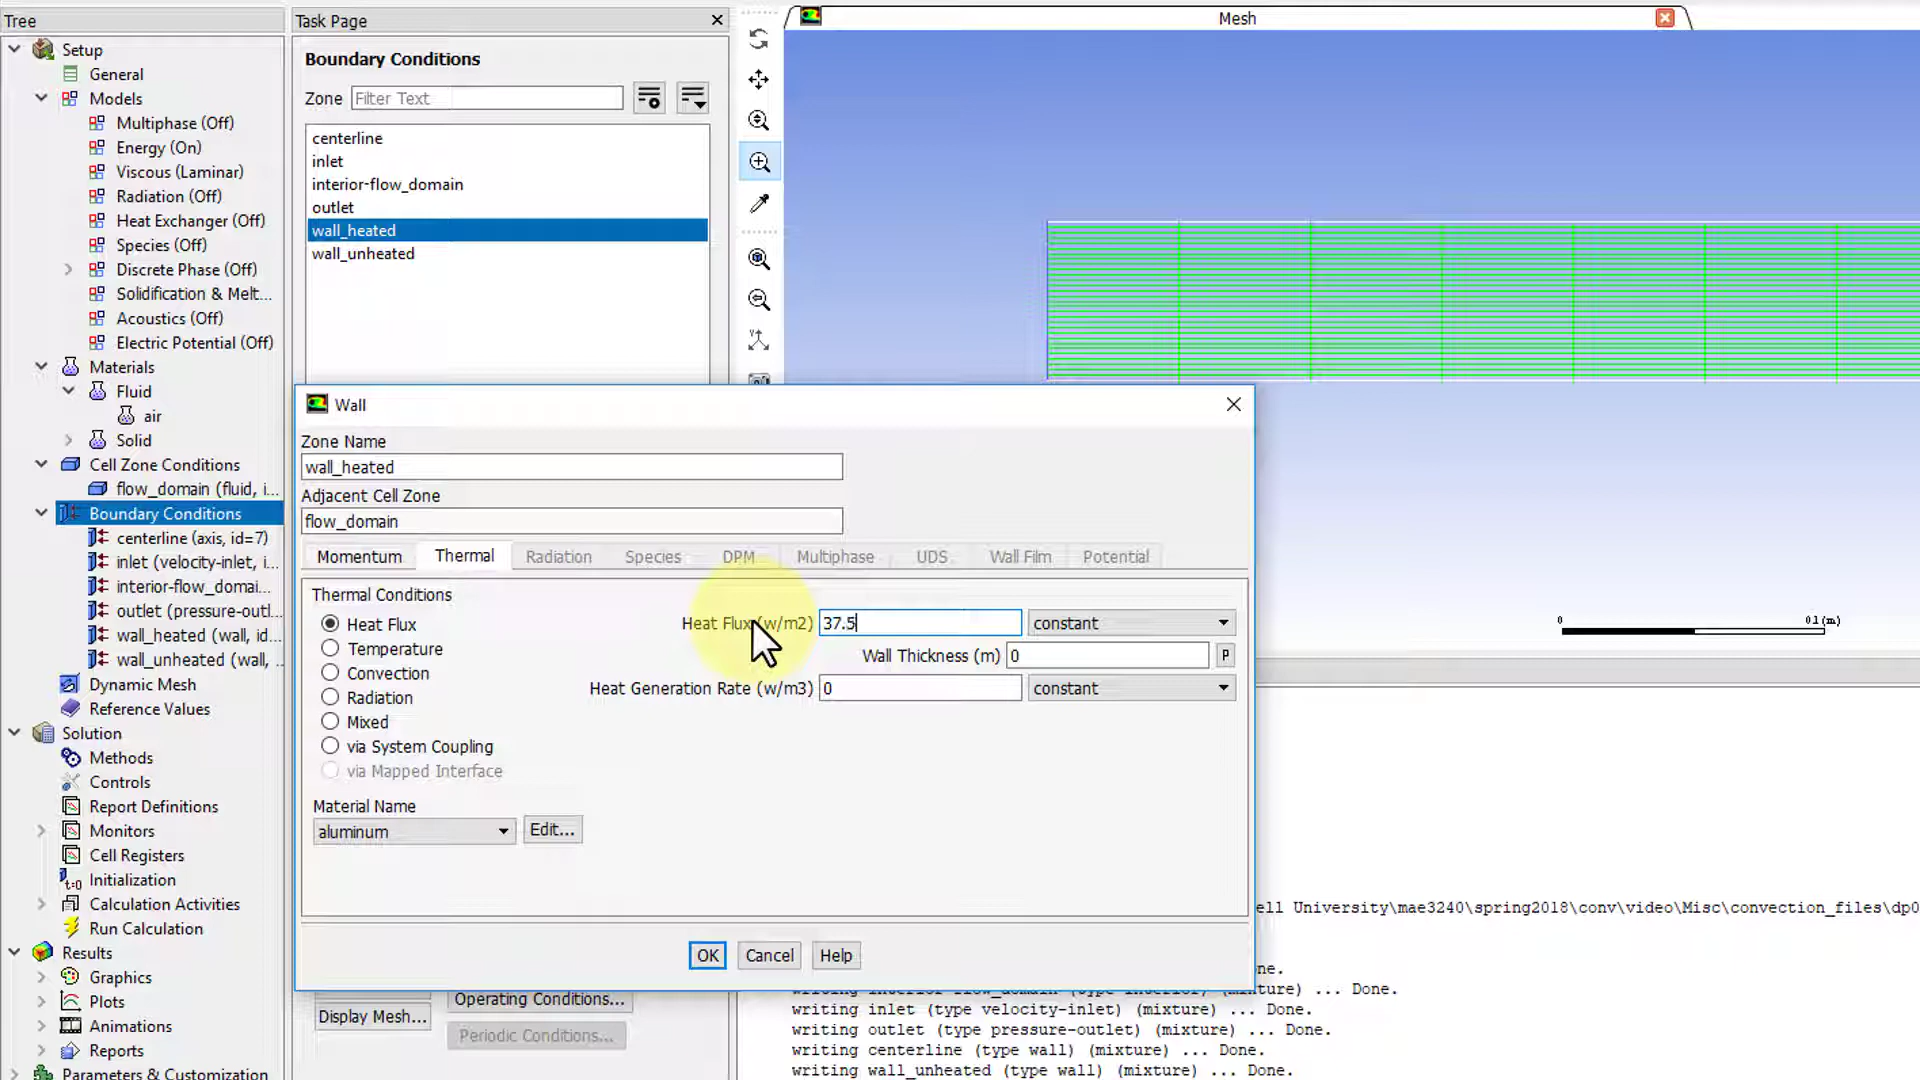 Tree
Setup
General
Models
Multiphase (Off)
Energy (On)
Viscous (Laminar)
Radiation (Off)
Heat Exchanger (Off)
Species (Off)
Discrete Phase (Off)
Solidification & Melt...
Acoustics (Off)
Electric Potential (Off)
Materials
Fluid
air
Solid
Cell Zone Conditions
flow_domain (fluid, i...
Boundary Conditions
centerline (axis, id=7)
inlet (velocity-inlet, i...
interior-flow_domai...
outlet (pressure-outl...
wall_heated (wall, id...
wall_unheated (wall, ...
Dynamic Mesh
Reference Values
Solution
Methods
Controls
Report Definitions
Monitors
Cell Registers
t=0 Initialization
Calculation Activities
Run Calculation
Results
Graphics
Plots
Animations
Reports
Parameters & Customization
Task Page
Boundary Conditions
Zone Filter Text
centerline
inlet
interior-flow_domain
outlet
wall_heated
wall_unheated
Display Mesh...
Operating Conditions...
Periodic Conditions...
Mesh
0 0.1 (m)
Wall
Zone Name
wall_heated
Adjacent Cell Zone
flow_domain
Momentum Thermal Radiation Species DPM Multiphase UDS Wall Film Potential
Thermal Conditions
Heat Flux
Temperature
Convection
Radiation
Mixed
via System Coupling
via Mapped Interface
Heat Flux (w/m2) 37.5 constant
Wall Thickness (m) 0 P
Heat Generation Rate (w/m3) 0 constant
Material Name
aluminum Edit...
OK Cancel Help
ell University\mae3240\spring2018\conv\video\Misc\convection_files\dp0
ne.
writing interior-flow_domain (type interior) (mixture) ... Done.
writing inlet (type velocity-inlet) (mixture) ... Done.
writing outlet (type pressure-outlet) (mixture) ... Done.
writing centerline (type wall) (mixture) ... Done.
writing wall_unheated (type wall) (mixture) ... Done.